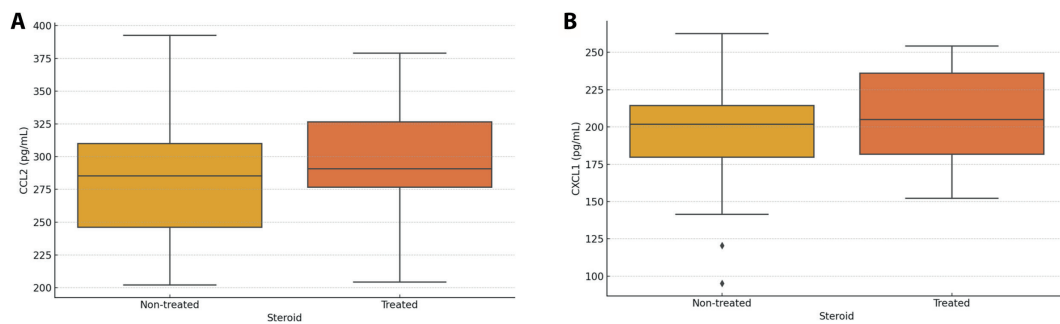 A
CCL2 (pg/mL)
400
375
350
325
300
275
250
225
200
Non-treated
Treated
Steroid
B
CXCL1 (pg/mL)
250
225
200
175
150
125
100
Non-treated
Treated
Steroid